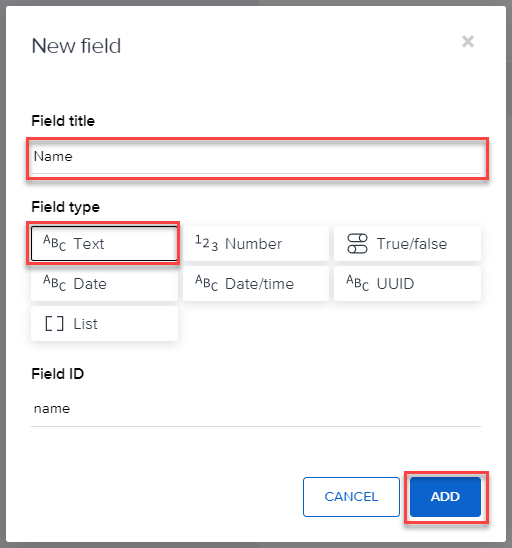 New field ×
Field title
Name
Field type
ABC Text 123 Number True/false
ABC Date ABC Date/time ABC UUID
[ ] List
Field ID
name
CANCEL ADD